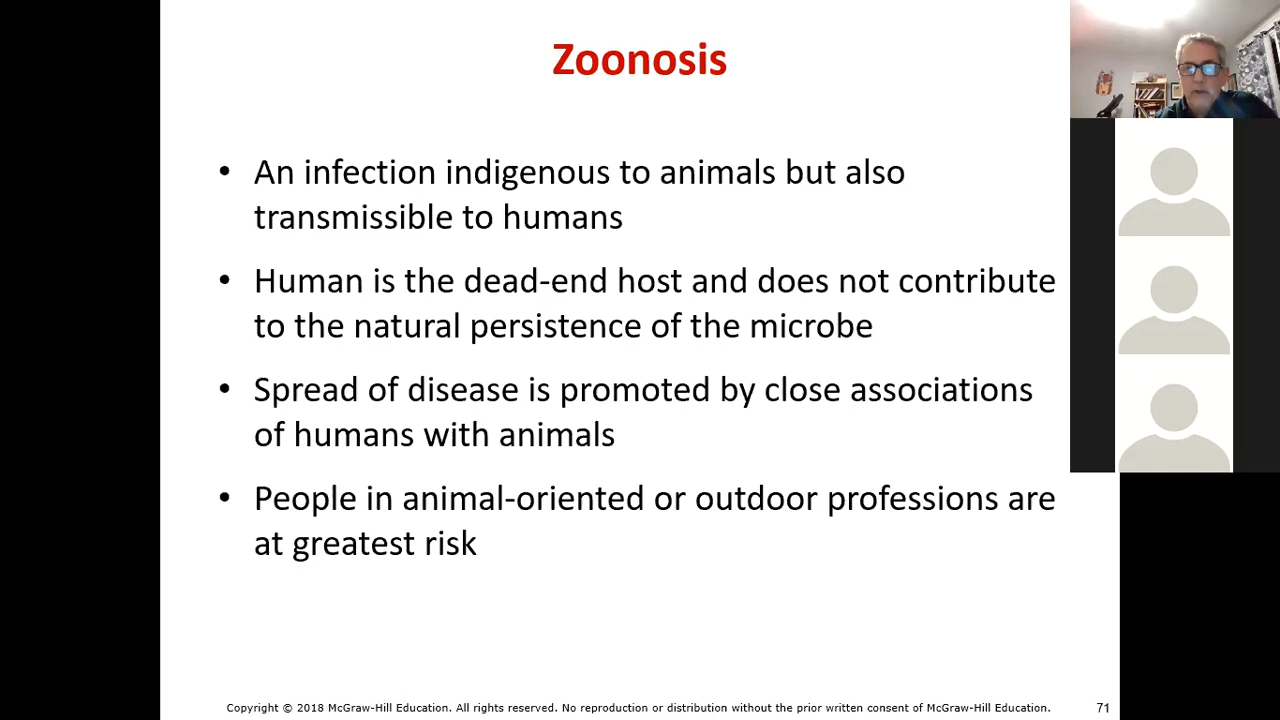 Zoonosis
• An infection indigenous to animals but also
transmissible to humans
• Human is the dead-end host and does not contribute
to the natural persistence of the microbe
• Spread of disease is promoted by close associations
of humans with animals
• People in animal-oriented or outdoor professions are
at greatest risk
Copyright © 2018 McGraw-Hill Education. All rights reserved. No reproduction or distribution without the prior written consent of McGraw-Hill Education.
71